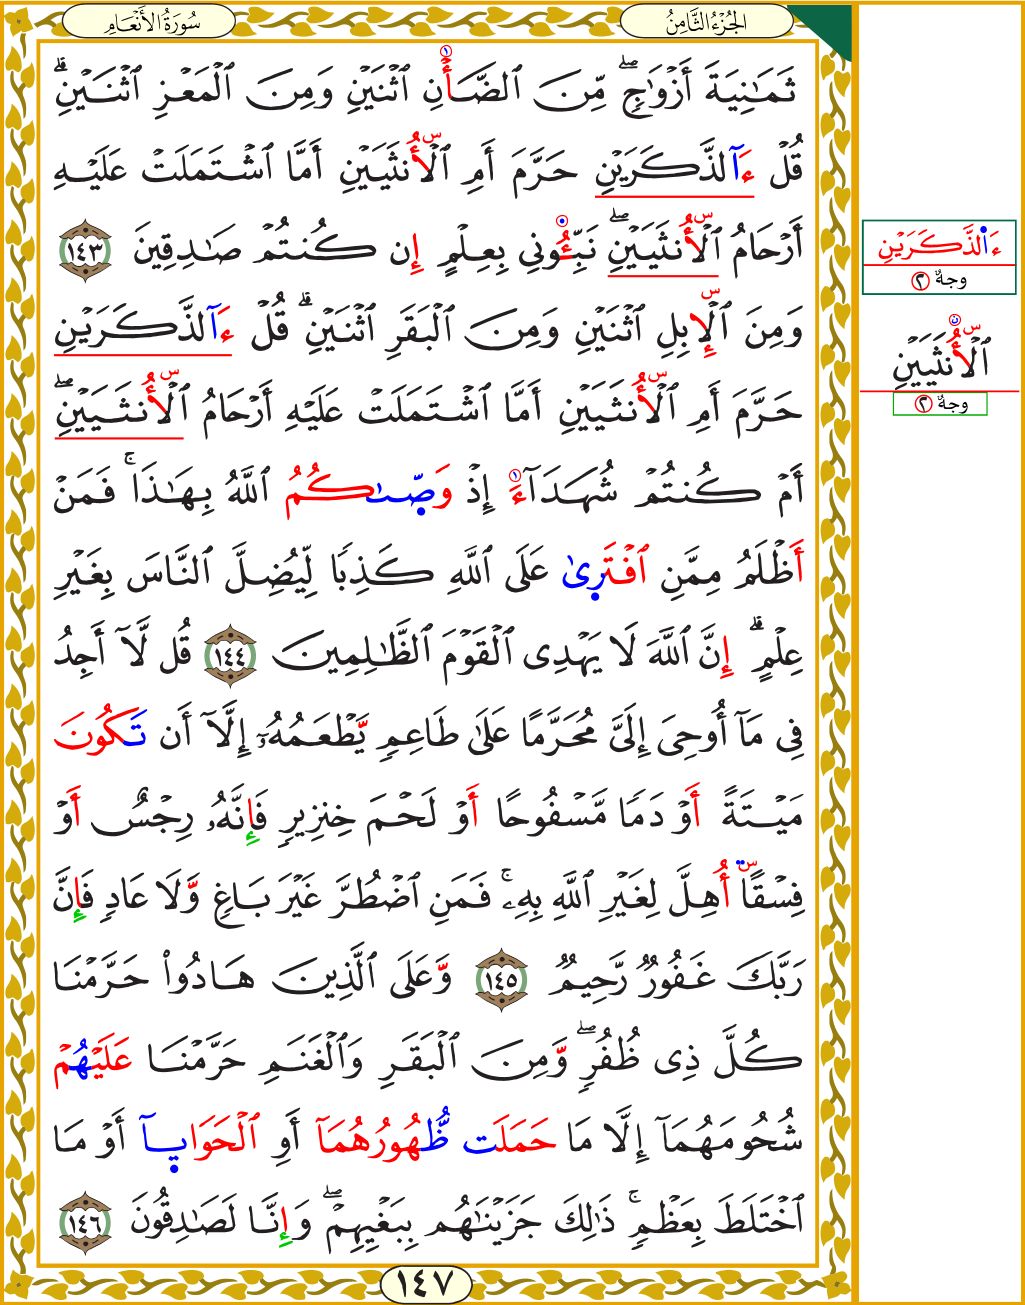 الجُزْءُ الثَّامِنُ
سُورَةُ الأَنْعَامِ
ثَمَٰنِيَةَ أَزْوَٰجٍۖ مِّنَ ٱلضَّأْنِ ٱثْنَيْنِ وَمِنَ ٱلْمَعْزِ ٱثْنَيْنِۗ
قُلْ ءَآلذَّكَرَيْنِ حَرَّمَ أَمِ ٱلْأُنثَيَيْنِ أَمَّا ٱشْتَمَلَتْ عَلَيْهِ
أَرْحَامُ ٱلْأُنثَيَيْنِۖ نَبِّـُٔونِي بِعِلْمٍ إِن كُنتُمْ صَٰدِقِينَ ١٤٣
وَمِنَ ٱلْإِبِلِ ٱثْنَيْنِ وَمِنَ ٱلْبَقَرِ ٱثْنَيْنِۗ قُلْ ءَآلذَّكَرَيْنِ
حَرَّمَ أَمِ ٱلْأُنثَيَيْنِ أَمَّا ٱشْتَمَلَتْ عَلَيْهِ أَرْحَامُ ٱلْأُنثَيَيْنِۖ
أَمْ كُنتُمْ شُهَدَآءَ إِذْ وَصَّىٰكُمُ ٱللَّهُ بِهَٰذَاۚ فَمَنْ
أَظْلَمُ مِمَّنِ ٱفْتَرِىٰ عَلَى ٱللَّهِ كَذِبًا لِّيُضِلَّ ٱلنَّاسَ بِغَيْرِ
عِلْمٍۗ إِنَّ ٱللَّهَ لَا يَهْدِى ٱلْقَوْمَ ٱلظَّٰلِمِينَ ١٤٤ قُل لَّآ أَجِدُ
فِى مَآ أُوحِىَ إِلَىَّ مُحَرَّمًا عَلَىٰ طَاعِمٍ يَطْعَمُهُۥٓ إِلَّآ أَن تَكُونَ
مَيْتَةً أَوْ دَمًا مَّسْفُوحًا أَوْ لَحْمَ خِنزِيرٍ فَإِنَّهُۥ رِجْسٌ أَوْ
فِسْقًا أُهِلَّ لِغَيْرِ ٱللَّهِ بِهِۦۚ فَمَنِ ٱضْطُرَّ غَيْرَ بَاغٍ وَلَا عَادٍ فَإِنَّ
رَبَّكَ غَفُورٌ رَّحِيمٌ ١٤٥ وَعَلَى ٱلَّذِينَ هَادُوا۟ حَرَّمْنَا
كُلَّ ذِى ظُفُرٍۖ وَمِنَ ٱلْبَقَرِ وَٱلْغَنَمِ حَرَّمْنَا عَلَيْهُمْ
شُحُومَهُمَآ إِلَّا مَا حَمَلَت ظُّهُورُهُمَآ أَوِ ٱلْحَوَايَآ أَوْ مَا
ٱخْتَلَطَ بِعَظْمٍۚ ذَٰلِكَ جَزَيْنَٰهُم بِبَغْيِهِمْۖ وَإِنَّا لَصَٰدِقُونَ ١٤٦
١٤٧
ءَاْلذَّكَرَيْنِ
وجهٌ ٢
ٱلْأُنثَيَيْنِ
وجهٌ ٢